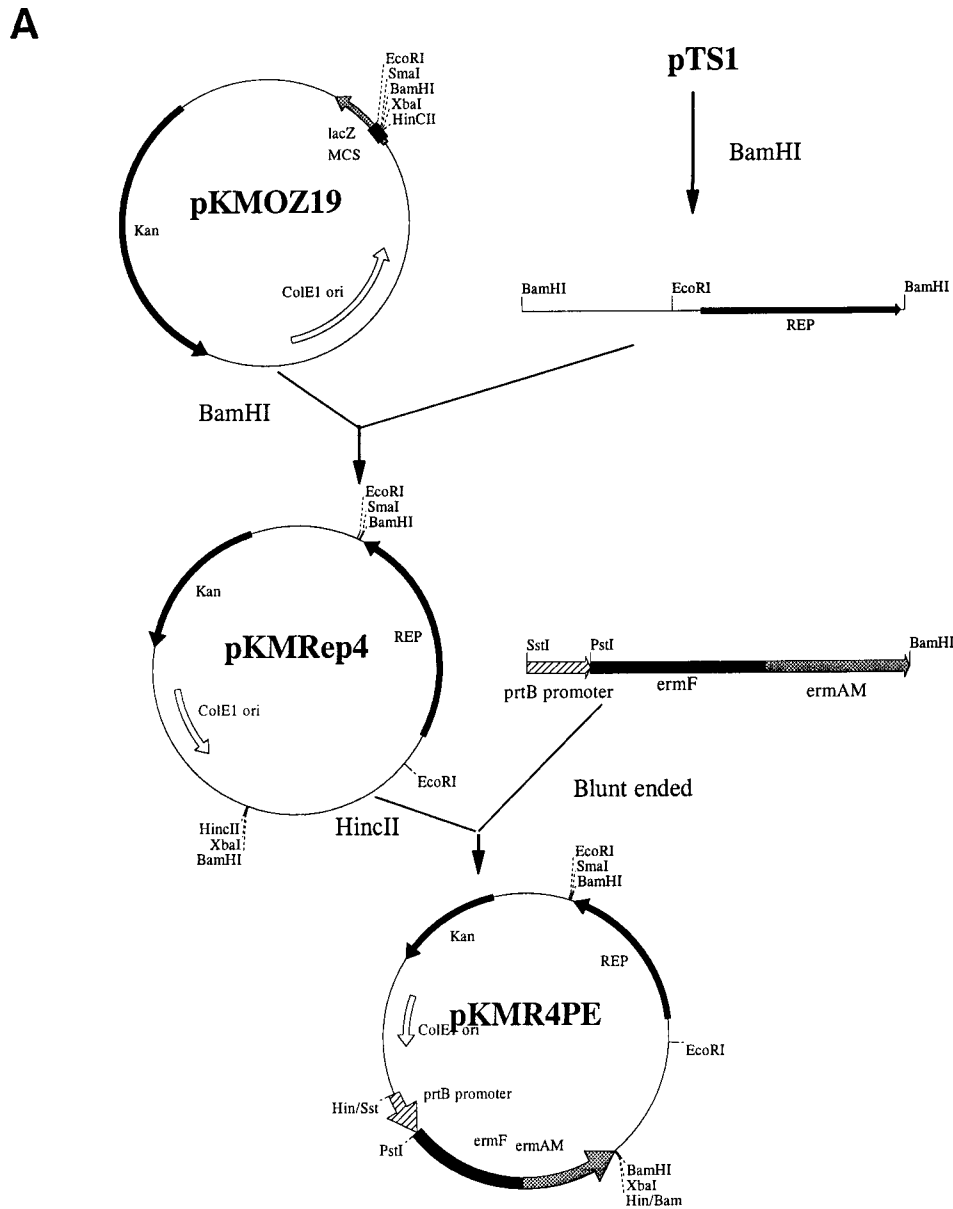 A
EcoRI
SmaI
BamHI
XbaI
HinCII
lacZ
MCS
pKMOZ19
Kan
ColE1 ori
pTS1
BamHI
BamHI
EcoRI
BamHI
REP
BamHI
EcoRI
SmaI
BamHI
Kan
REP
pKMRep4
ColE1 ori
EcoRI
HincII
XbaI
BamHI
HincII
SstI
PstI
BamHI
prtB promoter
ermF
ermAM
Blunt ended
EcoRI
SmaI
BamHI
Kan
REP
pKMR4PE
ColE1 ori
EcoRI
Hin/Sst
prtB promoter
PstI
ermF
ermAM
BamHI
XbaI
Hin/Bam